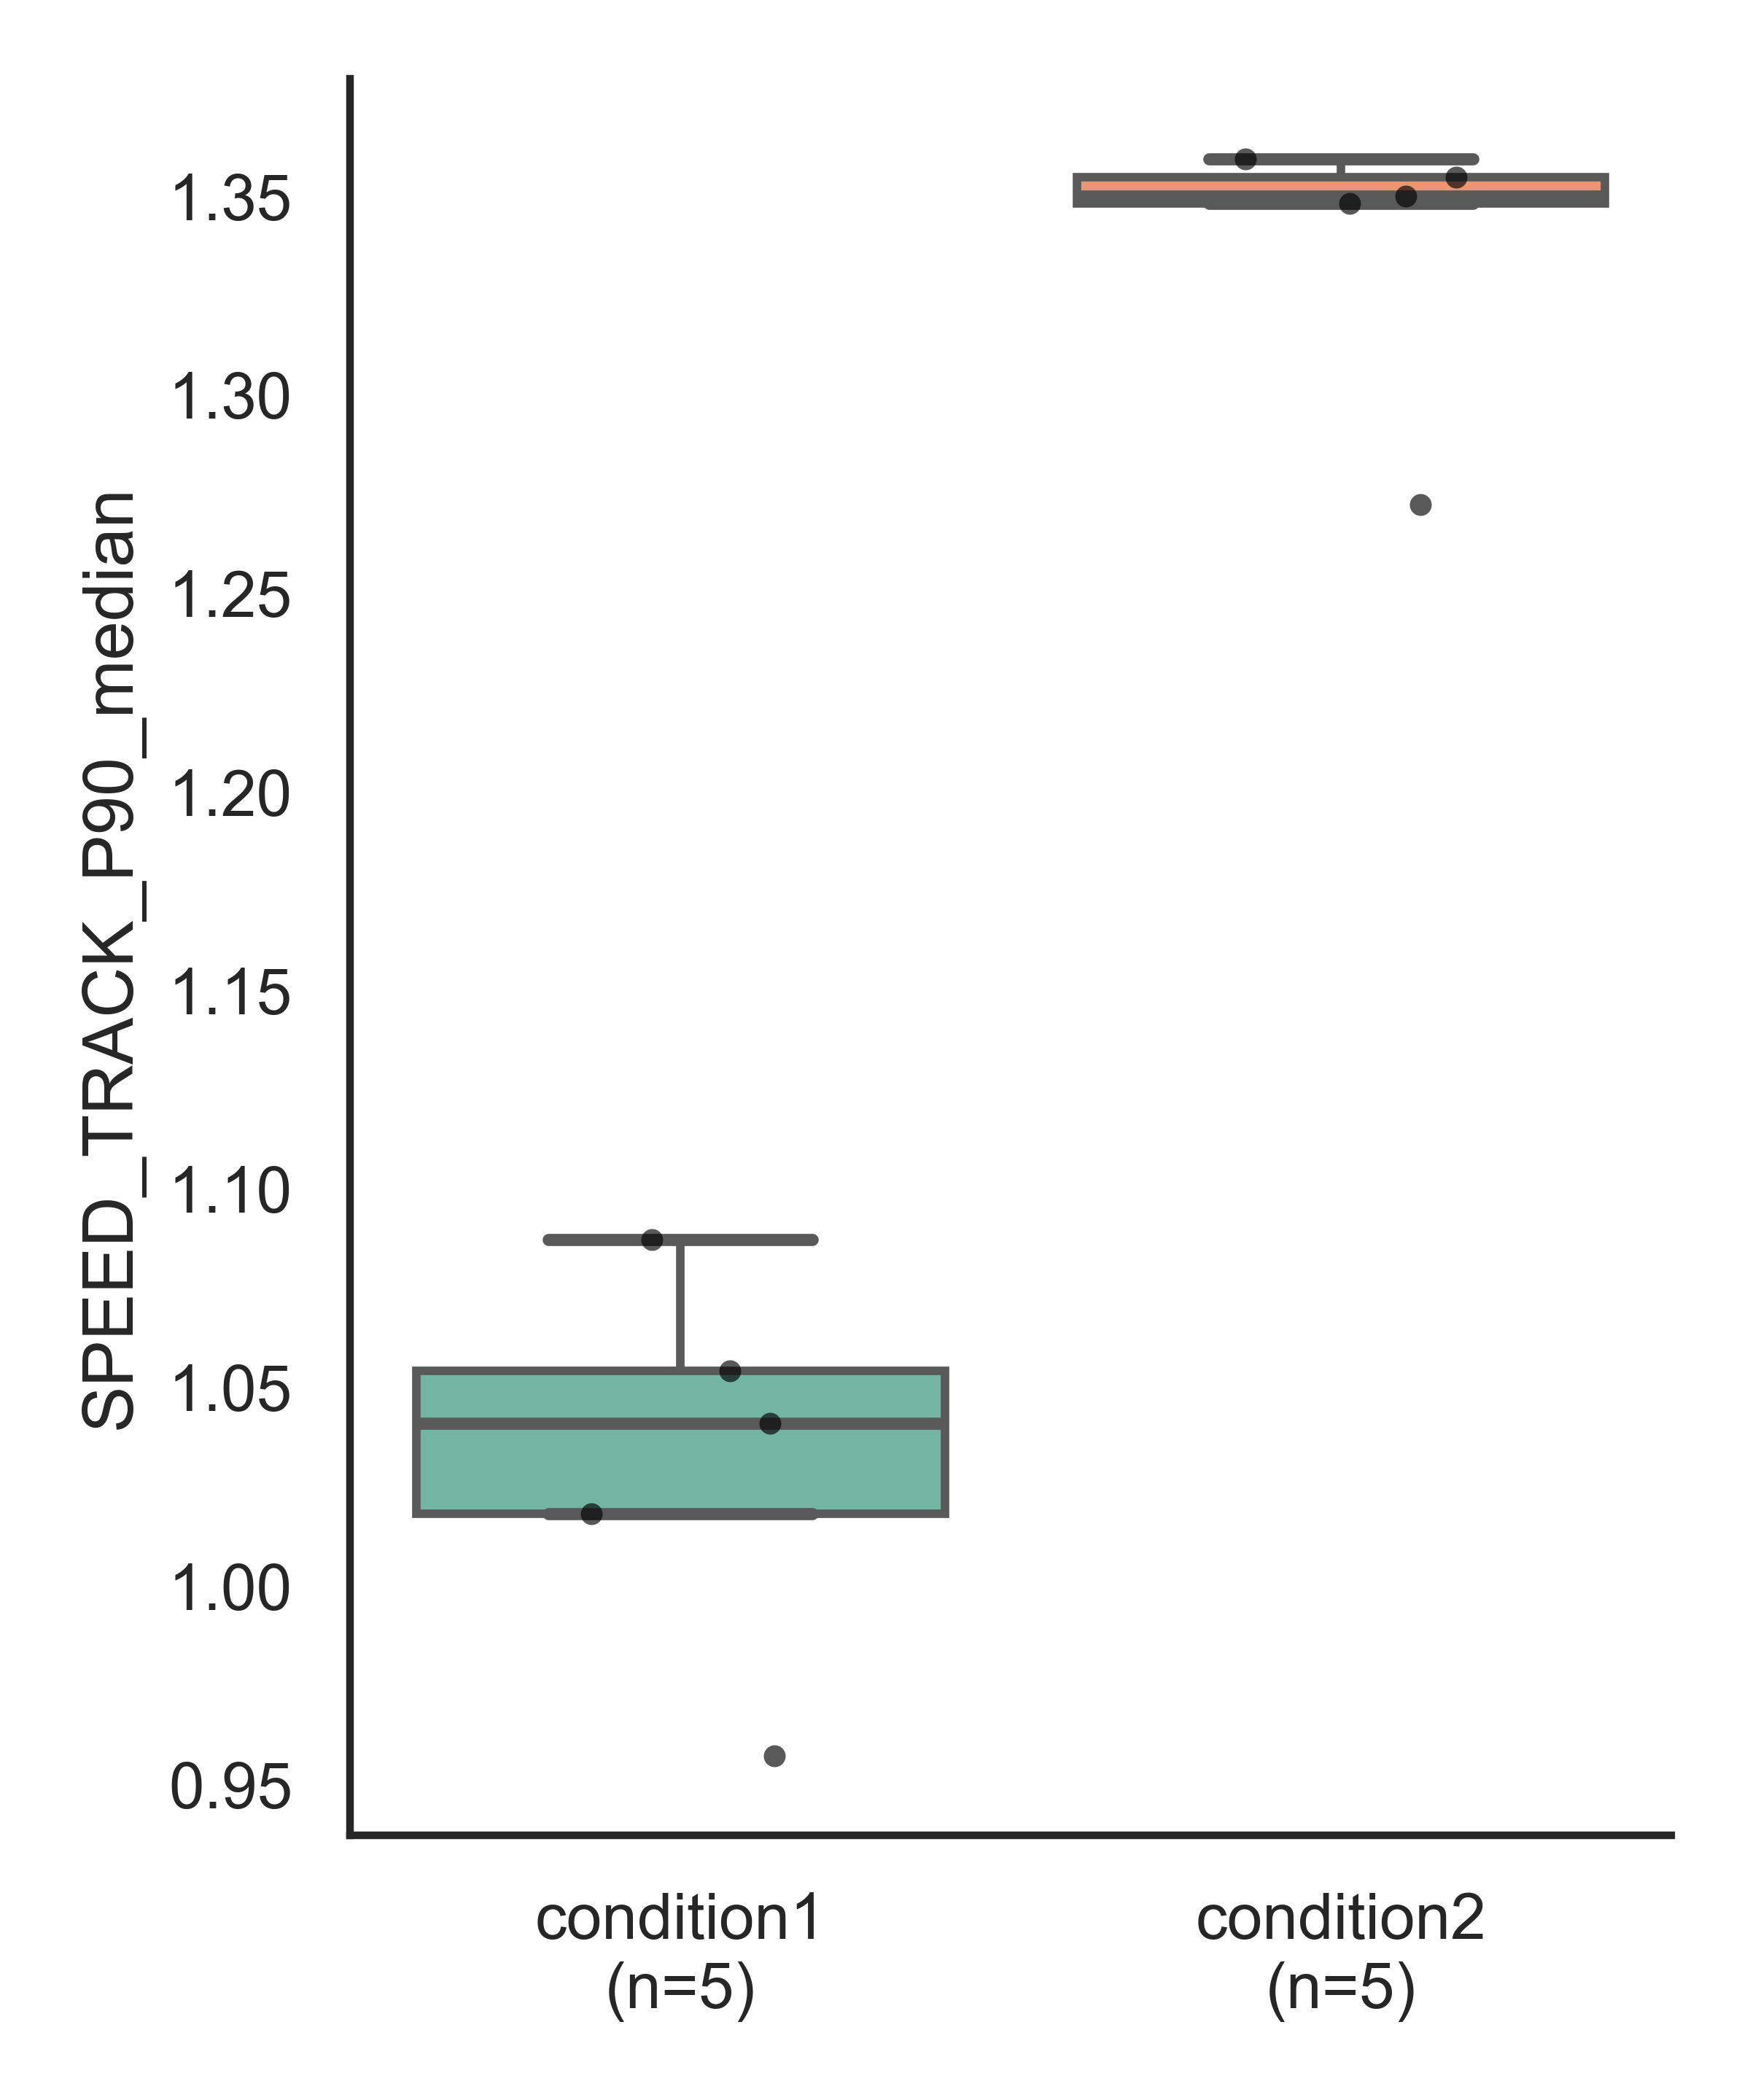 SPEED_TRACK_P90_median
1.35
1.30
1.25
1.20
1.15
1.10
1.05
1.00
0.95
condition1
(n=5)
condition2
(n=5)